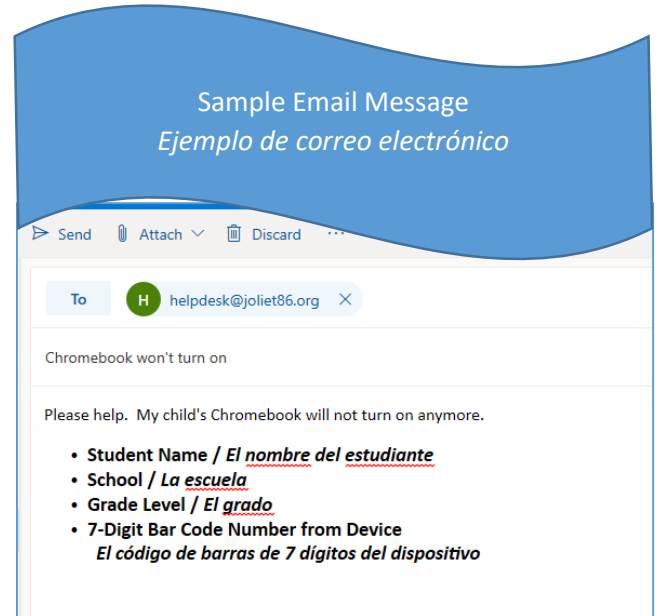 Sample Email Message
Ejemplo de correo electrónico
Send Attach Discard ...
To H helpdesk@joliet86.org
Chromebook won't turn on
Please help. My child's Chromebook will not turn on anymore.
• Student Name / El nombre del estudiante
• School / La escuela
• Grade Level / El grado
• 7-Digit Bar Code Number from Device
El código de barras de 7 dígitos del dispositivo